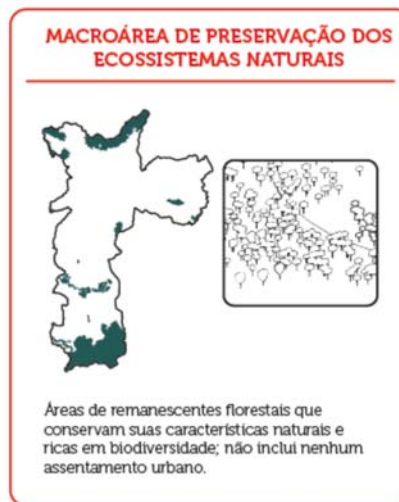 MACROÁREA DE PRESERVAÇÃO DOS
ECOSSISTEMAS NATURAIS
Áreas de remanescentes florestais que
conservam suas características naturais e
ricas em biodiversidade; não inclui nenhum
assentamento urbano.